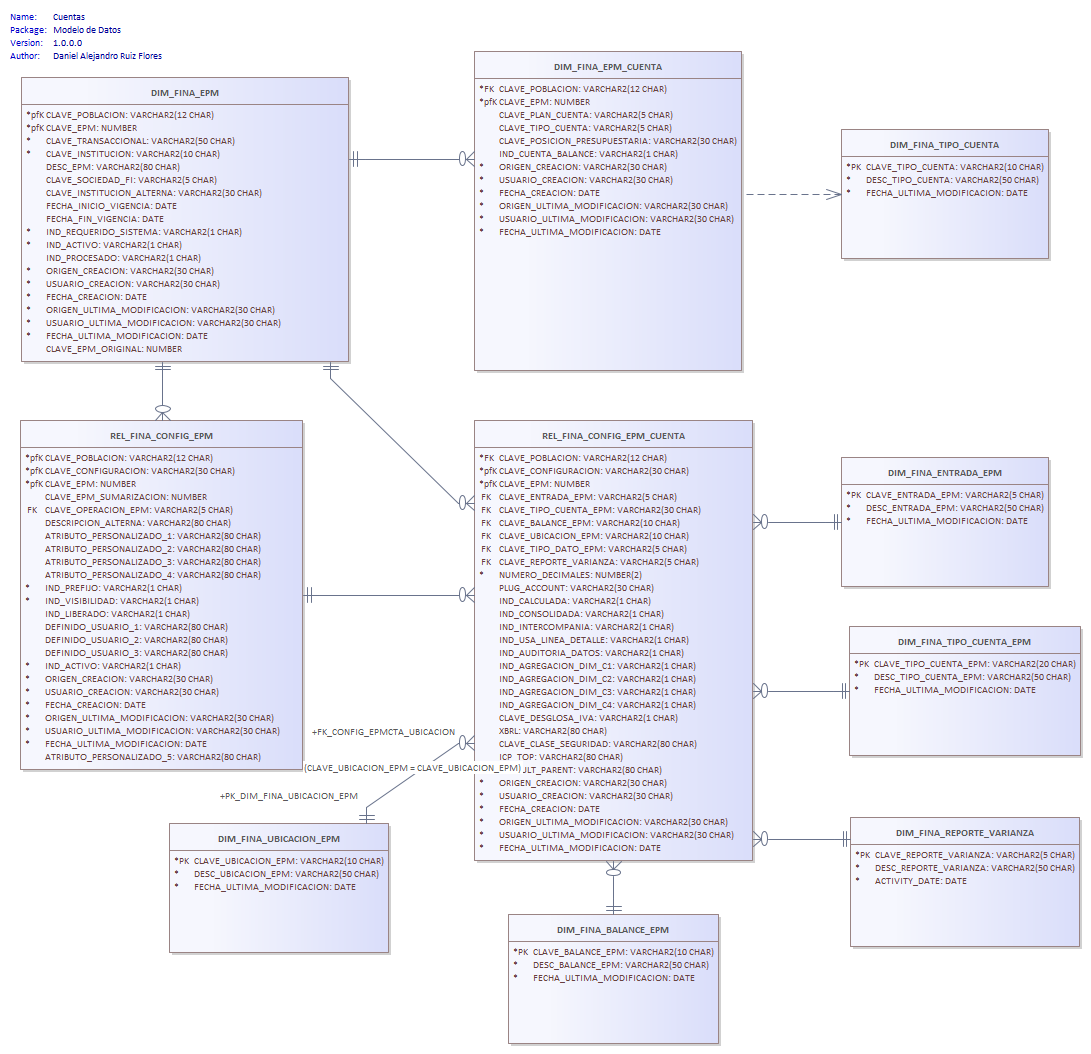 Name: Cuentas
Package: Modelo de Datos
Version: 1.0.0.0
Author: Daniel Alejandro Ruiz Flores
DIM_FINA_EPM
*pfK CLAVE_POBLACION: VARCHAR2(12 CHAR)
*pfK CLAVE_EPM: NUMBER
* CLAVE_TRANSACCIONAL: VARCHAR2(50 CHAR)
* CLAVE_INSTITUCION: VARCHAR2(10 CHAR)
DESC_EPM: VARCHAR2(80 CHAR)
CLAVE_SOCIEDAD_FI: VARCHAR2(5 CHAR)
CLAVE_INSTITUCION_ALTERNA: VARCHAR2(30 CHAR)
FECHA_INICIO_VIGENCIA: DATE
FECHA_FIN_VIGENCIA: DATE
* IND_REQUERIDO_SISTEMA: VARCHAR2(1 CHAR)
* IND_ACTIVO: VARCHAR2(1 CHAR)
IND_PROCESADO: VARCHAR2(1 CHAR)
* ORIGEN_CREACION: VARCHAR2(30 CHAR)
* USUARIO_CREACION: VARCHAR2(30 CHAR)
* FECHA_CREACION: DATE
* ORIGEN_ULTIMA_MODIFICACION: VARCHAR2(30 CHAR)
* USUARIO_ULTIMA_MODIFICACION: VARCHAR2(30 CHAR)
* FECHA_ULTIMA_MODIFICACION: DATE
CLAVE_EPM_ORIGINAL: NUMBER
DIM_FINA_EPM_CUENTA
*FK CLAVE_POBLACION: VARCHAR2(12 CHAR)
*pfK CLAVE_EPM: NUMBER
CLAVE_PLAN_CUENTA: VARCHAR2(5 CHAR)
CLAVE_TIPO_CUENTA: VARCHAR2(5 CHAR)
CLAVE_POSICION_PRESUPUESTARIA: VARCHAR2(30 CHAR)
IND_CUENTA_BALANCE: VARCHAR2(1 CHAR)
* ORIGEN_CREACION: VARCHAR2(30 CHAR)
* USUARIO_CREACION: VARCHAR2(30 CHAR)
* FECHA_CREACION: DATE
* ORIGEN_ULTIMA_MODIFICACION: VARCHAR2(30 CHAR)
* USUARIO_ULTIMA_MODIFICACION: VARCHAR2(30 CHAR)
* FECHA_ULTIMA_MODIFICACION: DATE
DIM_FINA_TIPO_CUENTA
*PK CLAVE_TIPO_CUENTA: VARCHAR2(10 CHAR)
* DESC_TIPO_CUENTA: VARCHAR2(50 CHAR)
* FECHA_ULTIMA_MODIFICACION: DATE
REL_FINA_CONFIG_EPM
*pfK CLAVE_POBLACION: VARCHAR2(12 CHAR)
*pfK CLAVE_CONFIGURACION: VARCHAR2(30 CHAR)
*pfK CLAVE_EPM: NUMBER
CLAVE_EPM_SUMARIZACION: NUMBER
FK CLAVE_OPERACION_EPM: VARCHAR2(5 CHAR)
DESCRIPCION_ALTERNA: VARCHAR2(80 CHAR)
ATRIBUTO_PERSONALIZADO_1: VARCHAR2(80 CHAR)
ATRIBUTO_PERSONALIZADO_2: VARCHAR2(80 CHAR)
ATRIBUTO_PERSONALIZADO_3: VARCHAR2(80 CHAR)
ATRIBUTO_PERSONALIZADO_4: VARCHAR2(80 CHAR)
* IND_PREFIJO: VARCHAR2(1 CHAR)
* IND_VISIBILIDAD: VARCHAR2(1 CHAR)
IND_LIBERADO: VARCHAR2(1 CHAR)
DEFINIDO_USUARIO_1: VARCHAR2(80 CHAR)
DEFINIDO_USUARIO_2: VARCHAR2(80 CHAR)
DEFINIDO_USUARIO_3: VARCHAR2(80 CHAR)
* IND_ACTIVO: VARCHAR2(1 CHAR)
* ORIGEN_CREACION: VARCHAR2(30 CHAR)
* USUARIO_CREACION: VARCHAR2(30 CHAR)
* FECHA_CREACION: DATE
* ORIGEN_ULTIMA_MODIFICACION: VARCHAR2(30 CHAR)
* USUARIO_ULTIMA_MODIFICACION: VARCHAR2(30 CHAR)
* FECHA_ULTIMA_MODIFICACION: DATE
ATRIBUTO_PERSONALIZADO_5: VARCHAR2(80 CHAR)
REL_FINA_CONFIG_EPM_CUENTA
*FK CLAVE_POBLACION: VARCHAR2(12 CHAR)
*pfK CLAVE_CONFIGURACION: VARCHAR2(30 CHAR)
*pfK CLAVE_EPM: NUMBER
FK CLAVE_ENTRADA_EPM: VARCHAR2(5 CHAR)
FK CLAVE_TIPO_CUENTA_EPM: VARCHAR2(30 CHAR)
FK CLAVE_BALANCE_EPM: VARCHAR2(10 CHAR)
FK CLAVE_UBICACION_EPM: VARCHAR2(10 CHAR)
FK CLAVE_TIPO_DATO_EPM: VARCHAR2(5 CHAR)
FK CLAVE_REPORTE_VARIANZA: VARCHAR2(5 CHAR)
* NUMERO_DECIMALES: NUMBER(2)
PLUG_ACCOUNT: VARCHAR2(30 CHAR)
IND_CALCULADA: VARCHAR2(1 CHAR)
IND_CONSOLIDADA: VARCHAR2(1 CHAR)
IND_INTERCOMPANIA: VARCHAR2(1 CHAR)
IND_USA_LINEA_DETALLE: VARCHAR2(1 CHAR)
IND_AUDITORIA_DATOS: VARCHAR2(1 CHAR)
IND_AGREGACION_DIM_C1: VARCHAR2(1 CHAR)
IND_AGREGACION_DIM_C2: VARCHAR2(1 CHAR)
IND_AGREGACION_DIM_C3: VARCHAR2(1 CHAR)
IND_AGREGACION_DIM_C4: VARCHAR2(1 CHAR)
CLAVE_DESGLOSA_IVA: VARCHAR2(1 CHAR)
XBRL: VARCHAR2(80 CHAR)
CLAVE_CLASE_SEGURIDAD: VARCHAR2(80 CHAR)
ICP_TOP: VARCHAR2(80 CHAR)
ULT_PARENT: VARCHAR2(80 CHAR)
* ORIGEN_CREACION: VARCHAR2(30 CHAR)
* USUARIO_CREACION: VARCHAR2(30 CHAR)
* FECHA_CREACION: DATE
* ORIGEN_ULTIMA_MODIFICACION: VARCHAR2(30 CHAR)
* USUARIO_ULTIMA_MODIFICACION: VARCHAR2(30 CHAR)
* FECHA_ULTIMA_MODIFICACION: DATE
DIM_FINA_ENTRADA_EPM
*PK CLAVE_ENTRADA_EPM: VARCHAR2(5 CHAR)
* DESC_ENTRADA_EPM: VARCHAR2(50 CHAR)
* FECHA_ULTIMA_MODIFICACION: DATE
DIM_FINA_TIPO_CUENTA_EPM
*PK CLAVE_TIPO_CUENTA_EPM: VARCHAR2(20 CHAR)
* DESC_TIPO_CUENTA_EPM: VARCHAR2(50 CHAR)
* FECHA_ULTIMA_MODIFICACION: DATE
+FK_CONFIG_EPMCTA_UBICACION
(CLAVE_UBICACION_EPM = CLAVE_UBICACION_EPM)
+PK_DIM_FINA_UBICACION_EPM
DIM_FINA_UBICACION_EPM
*PK CLAVE_UBICACION_EPM: VARCHAR2(10 CHAR)
* DESC_UBICACION_EPM: VARCHAR2(50 CHAR)
* FECHA_ULTIMA_MODIFICACION: DATE
DIM_FINA_REPORTE_VARIANZA
*PK CLAVE_REPORTE_VARIANZA: VARCHAR2(5 CHAR)
* DESC_REPORTE_VARIANZA: VARCHAR2(50 CHAR)
* ACTIVITY_DATE: DATE
DIM_FINA_BALANCE_EPM
*PK CLAVE_BALANCE_EPM: VARCHAR2(10 CHAR)
* DESC_BALANCE_EPM: VARCHAR2(50 CHAR)
* FECHA_ULTIMA_MODIFICACION: DATE